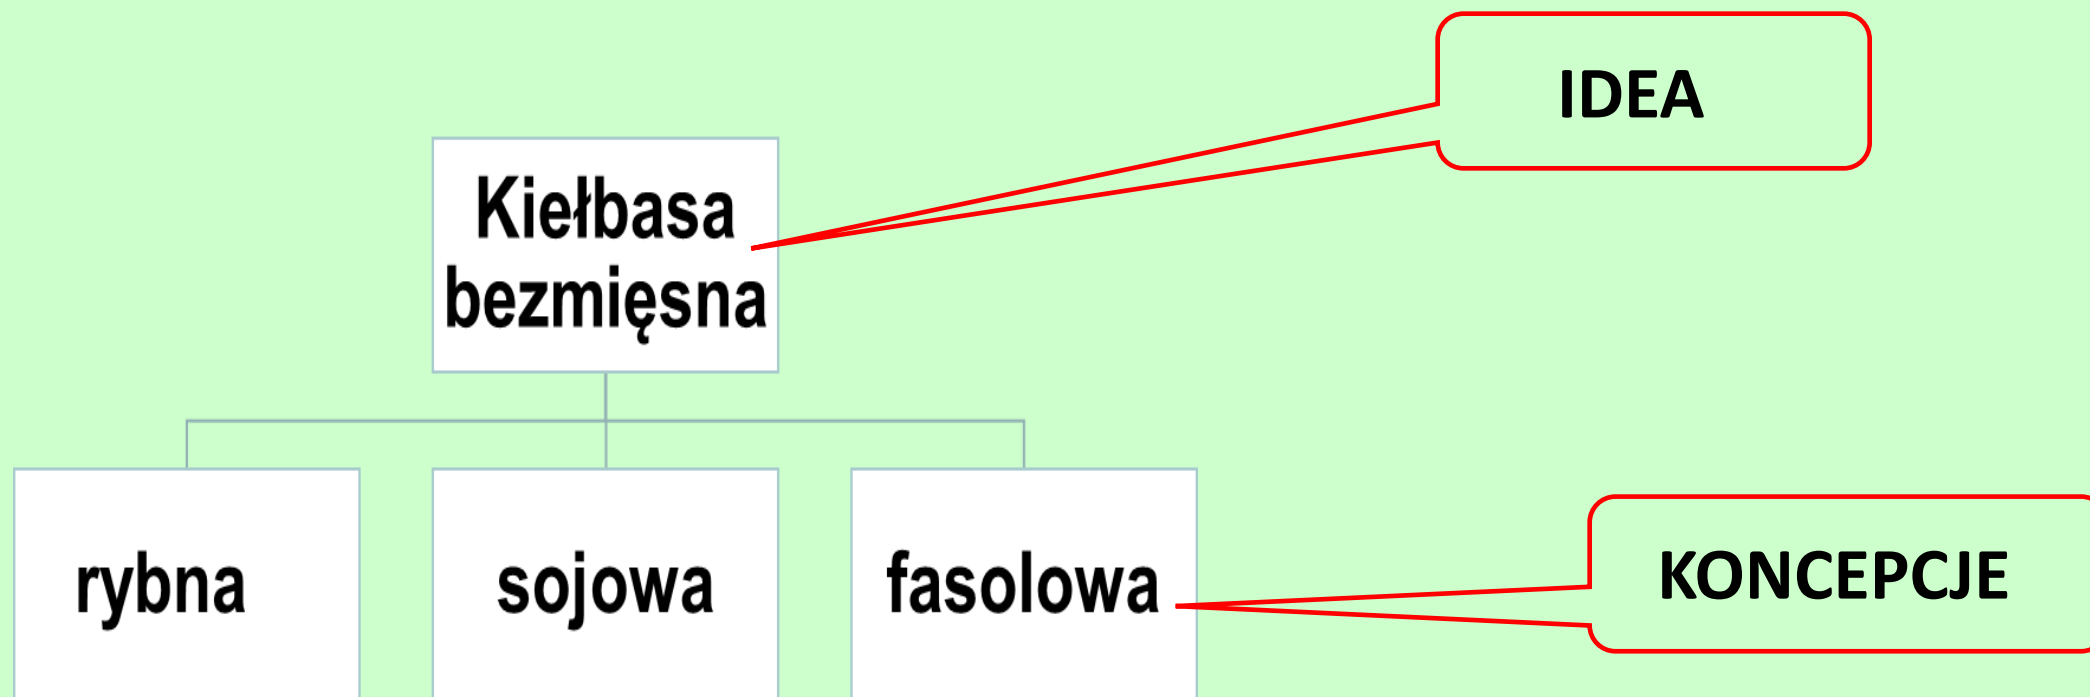 IDEA
Kiełbasa
bezmięsna
rybna
sojowa
fasolowa
KONCEPCJE